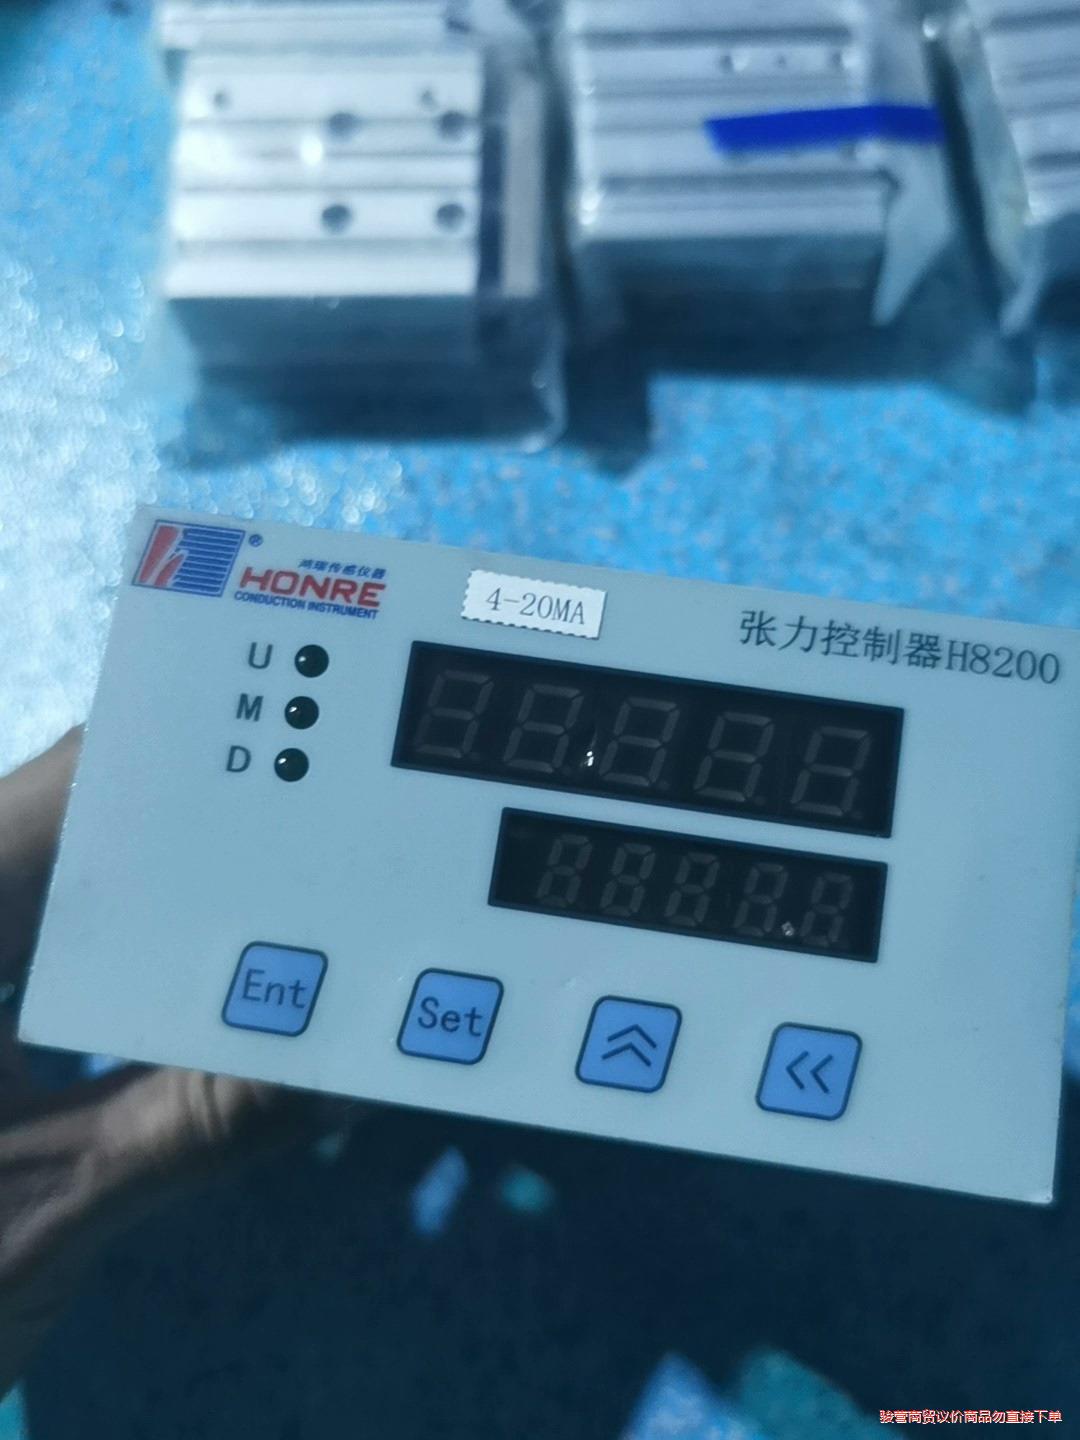 ®
鸿瑞传感仪器
HONRE
CONDUCTION INSTRUMENT
4-20MA
张力控制器H8200
U
M
D
Ent
Set
骏营商贸议价商品勿直接下单